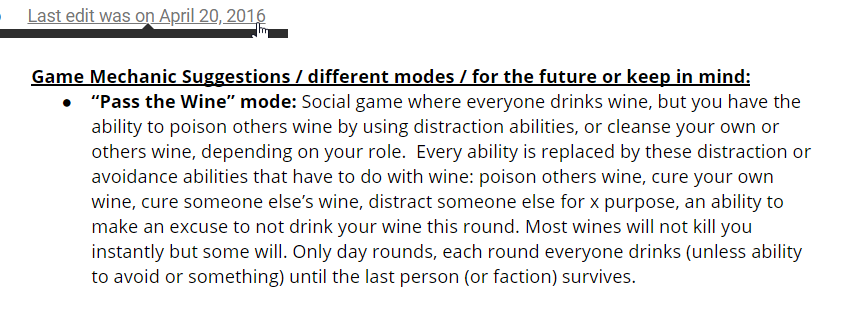 Last edit was on April 20, 2016
Game Mechanic Suggestions / different modes / for the future or keep in mind:
● “Pass the Wine” mode: Social game where everyone drinks wine, but you have the
ability to poison others wine by using distraction abilities, or cleanse your own or
others wine, depending on your role.  Every ability is replaced by these distraction or
avoidance abilities that have to do with wine: poison others wine, cure your own
wine, cure someone else’s wine, distract someone else for x purpose, an ability to
make an excuse to not drink your wine this round. Most wines will not kill you
instantly but some will. Only day rounds, each round everyone drinks (unless ability
to avoid or something) until the last person (or faction) survives.